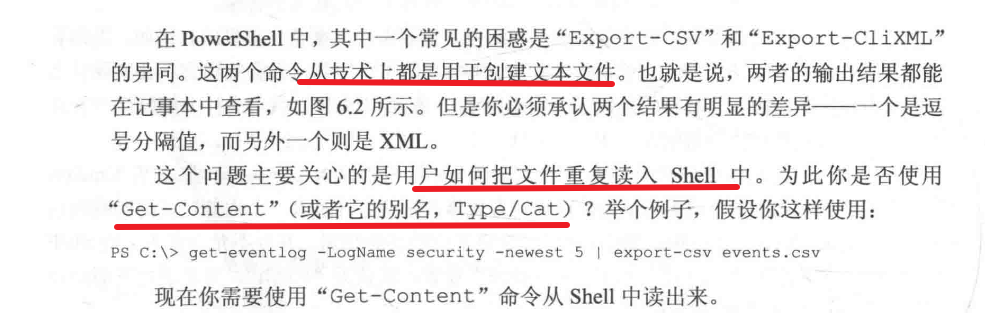 在 PowerShell 中，其中一个常见的困惑是“Export-CSV”和“Export-CliXML”
的异同。这两个命令从技术上都是用于创建文本文件。也就是说，两者的输出结果都能
在记事本中查看，如图 6.2 所示。但是你必须承认两个结果有明显的差异——一个是逗
号分隔值，而另外一个则是 XML。
这个问题主要关心的是用户如何把文件重复读入 Shell 中。为此你是否使用
“Get-Content”（或者它的别名，Type/Cat）？举个例子，假设你这样使用：
PS C:\> get-eventlog -LogName security -newest 5 | export-csv events.csv
现在你需要使用“Get-Content”命令从 Shell 中读出来。